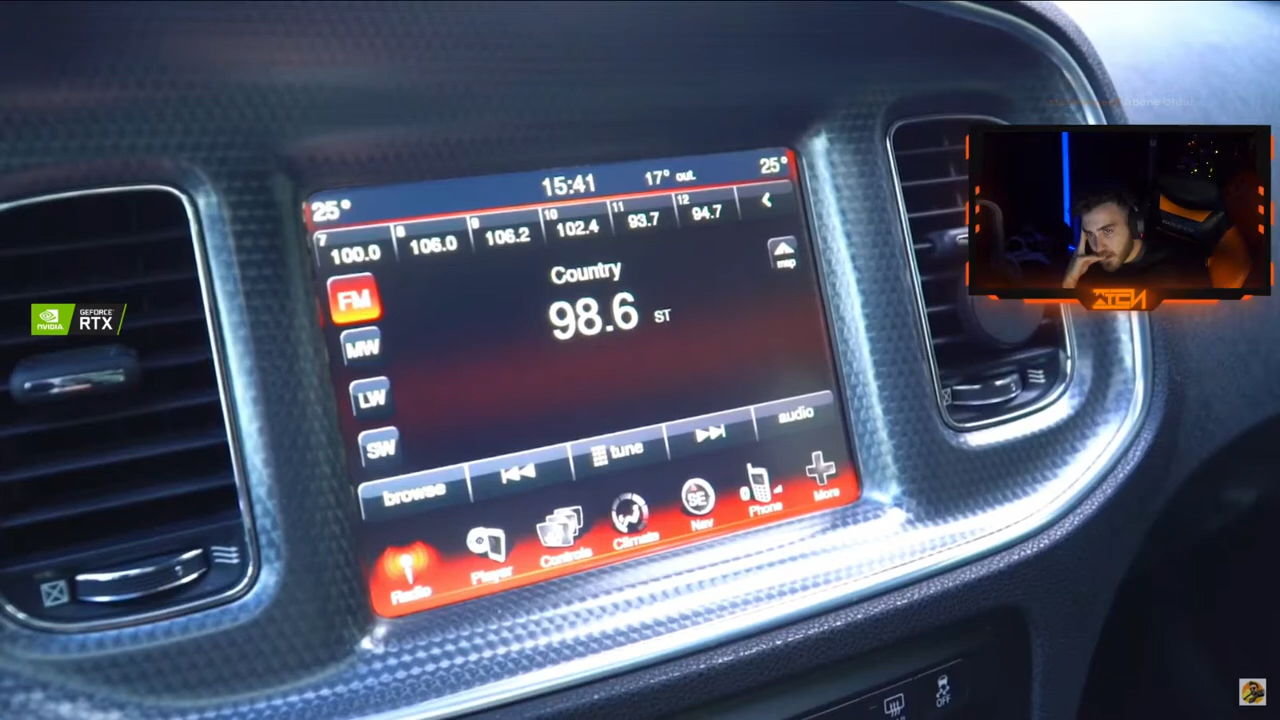 15:41
17° out.
25°
25°
7 100.0
8 106.0
9 106.2
10 102.4
11 93.7
12 94.7
map
Country
FM
98.6 ST
MW
LW
SW
browse
tune
audio
Radio
Player
Controls
Climate
SE
Nav
Phone
More
OFF
NVIDIA
GEFORCE
RTX